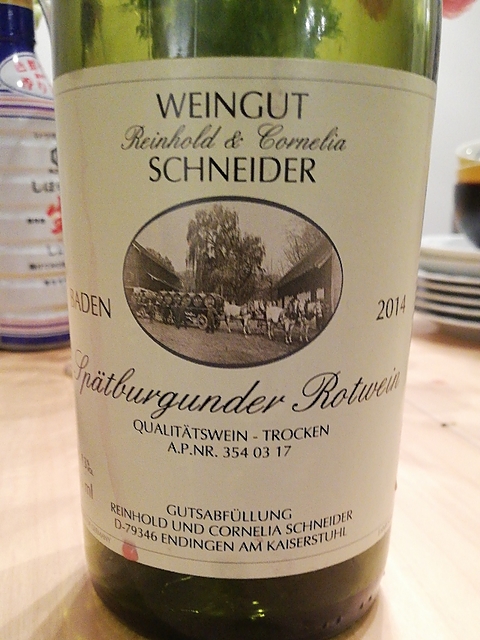 WEINGUT
Reinhold & Cornelia
SCHNEIDER
BADEN
2014
Spätburgunder Rotwein
QUALITÄTSWEIN - TROCKEN
A.P.NR. 354 03 17
ml
GUTSABFÜLLUNG
REINHOLD UND CORNELIA SCHNEIDER
D-79346 ENDINGEN AM KAISERSTUHL